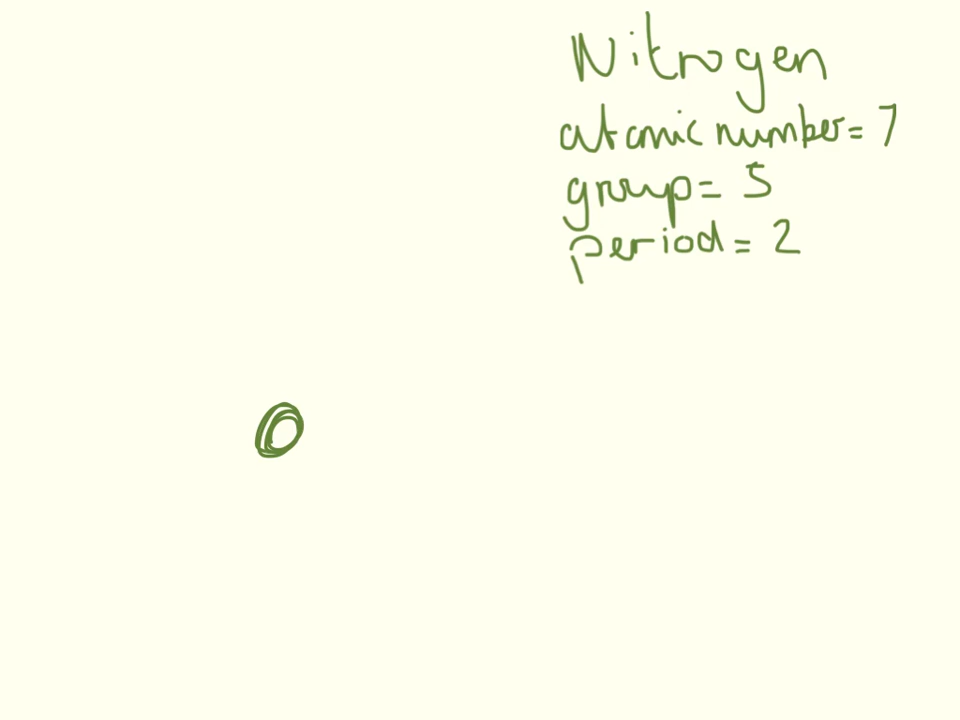 Nitrogen
atomic number = 7
group = 5
period = 2